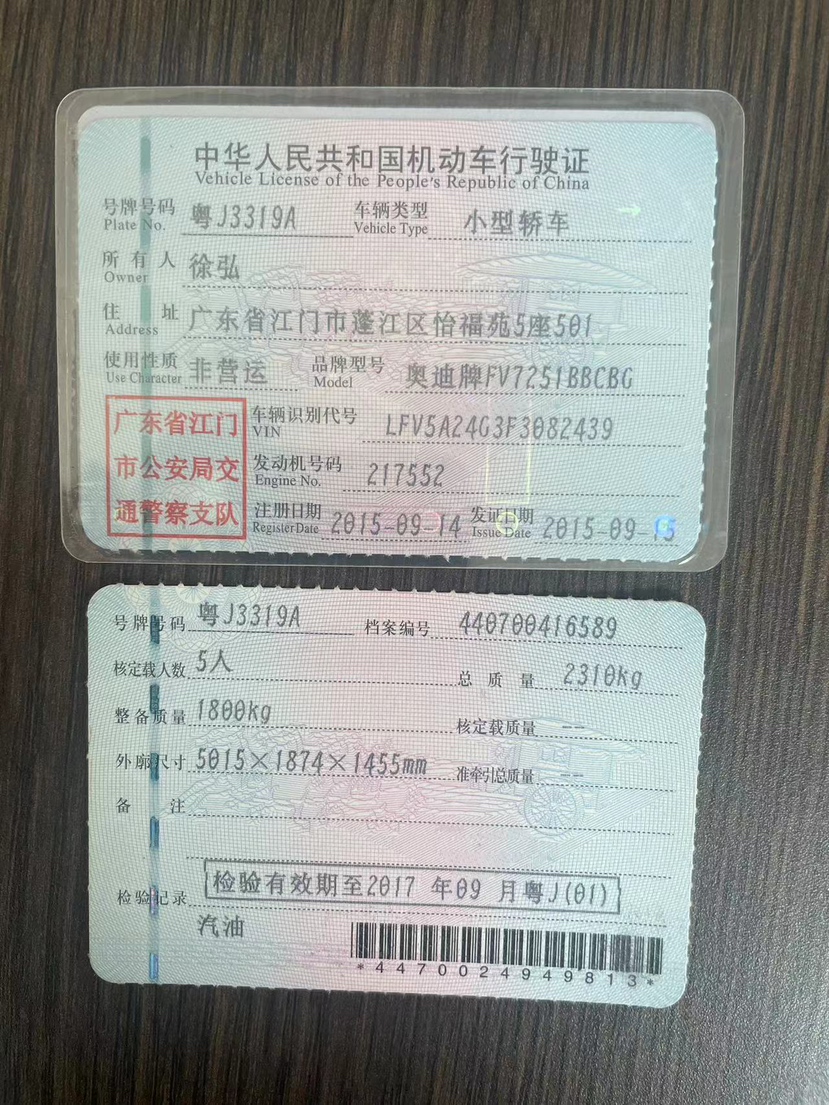 中华人民共和国机动车行驶证
Vehicle License of the People's Republic of China
号牌号码 粤J3319A 车辆类型 小型轿车
Plate No. Vehicle Type
所有人 徐弘
Owner
住址 广东省江门市蓬江区怡福苑5座501
Address
使用性质 非营运 品牌型号 奥迪牌FV7251BBCBG
Use Character Model
广东省江门
市公安局交
通警察支队
车辆识别代号 LFV5A24G3F3082439
VIN
发动机号码 217552
Engine No.
注册日期 2015-09-14 发证日期 2015-09-15
Register Date Issue Date
号牌号码 粤J3319A 档案编号 440700416589
核定载人数 5人 总质量 2310kg
整备质量 1800kg 核定载质量 --
外廓尺寸 5015×1874×1455mm 准牵引总质量 --
备注
检验记录 检验有效期至2017 年09 月粤J(01)
汽油
*4470024949813*